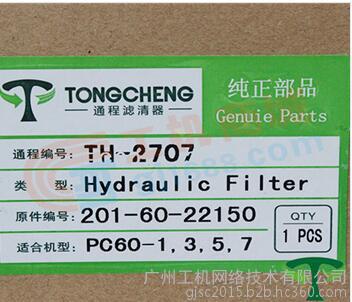 TONGCHENG
通程滤清器
纯正部品
Genuie Parts
通程编号: TH-2707
类 型: Hydraulic Filter
原件编号: 201-60-22150
适合机型: PC60-1, 3, 5, 7
QTY
1 PCS
广州工机网络技术有限公司
gisc2015.b2b.hc360.com